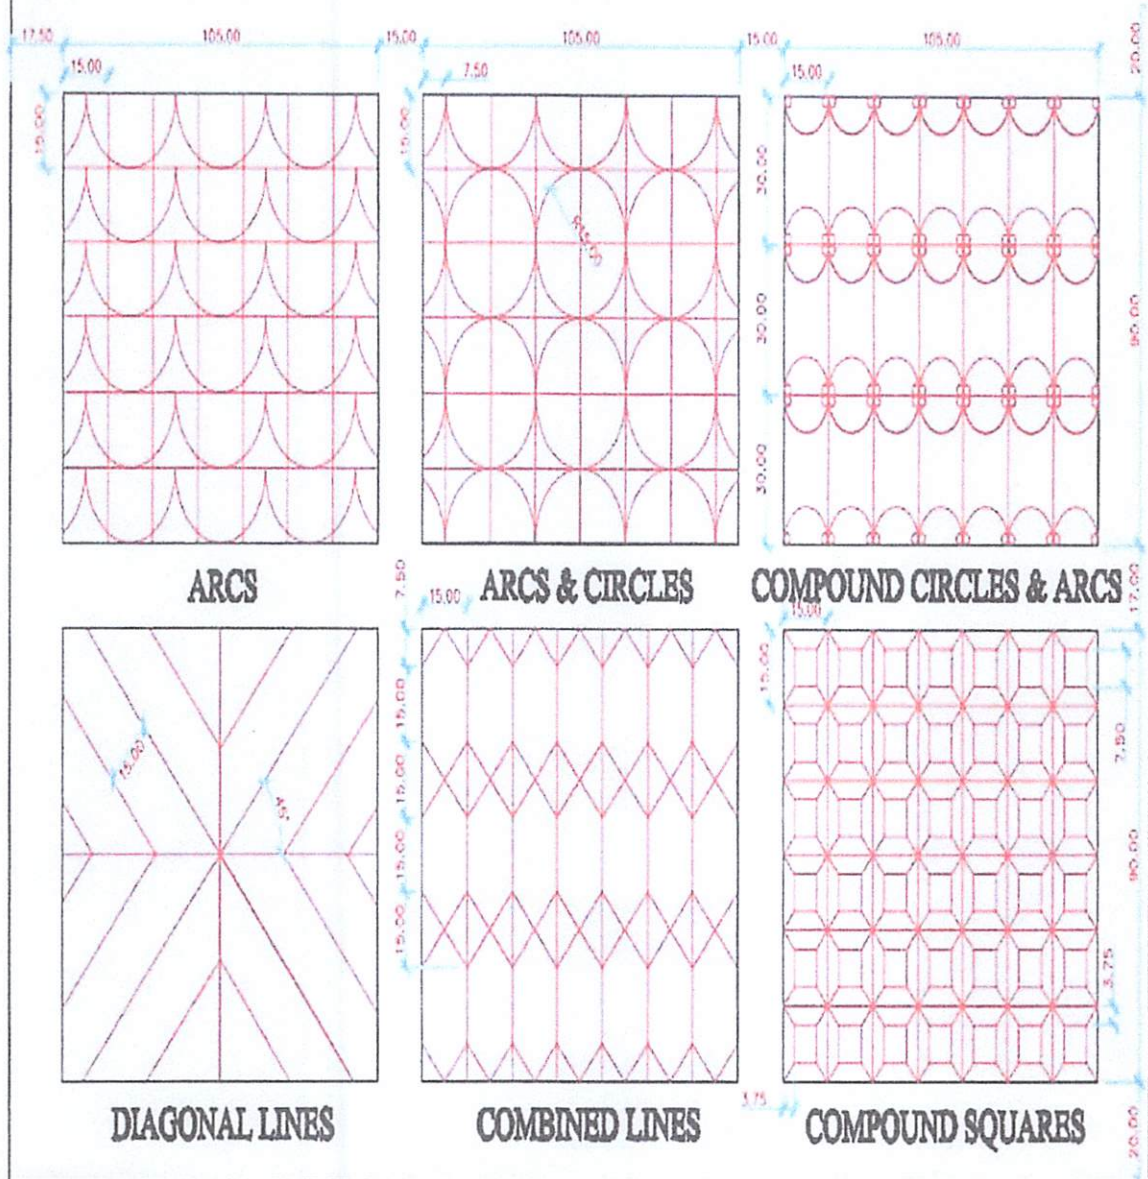 17.50 105.00 15.00 105.00 15.00 105.00 20.00
15.00 7.50 15.00
15.00 15.00 30.00
R15.00
30.00 90.00
30.00
ARCS ARCS & CIRCLES COMPOUND CIRCLES & ARCS
7.50 15.00 15.00 17.00
15.00 15.00
15.00 7.50
45°
15.00 90.00
15.00
15.00 3.75
3.75
DIAGONAL LINES COMBINED LINES COMPOUND SQUARES
20.00